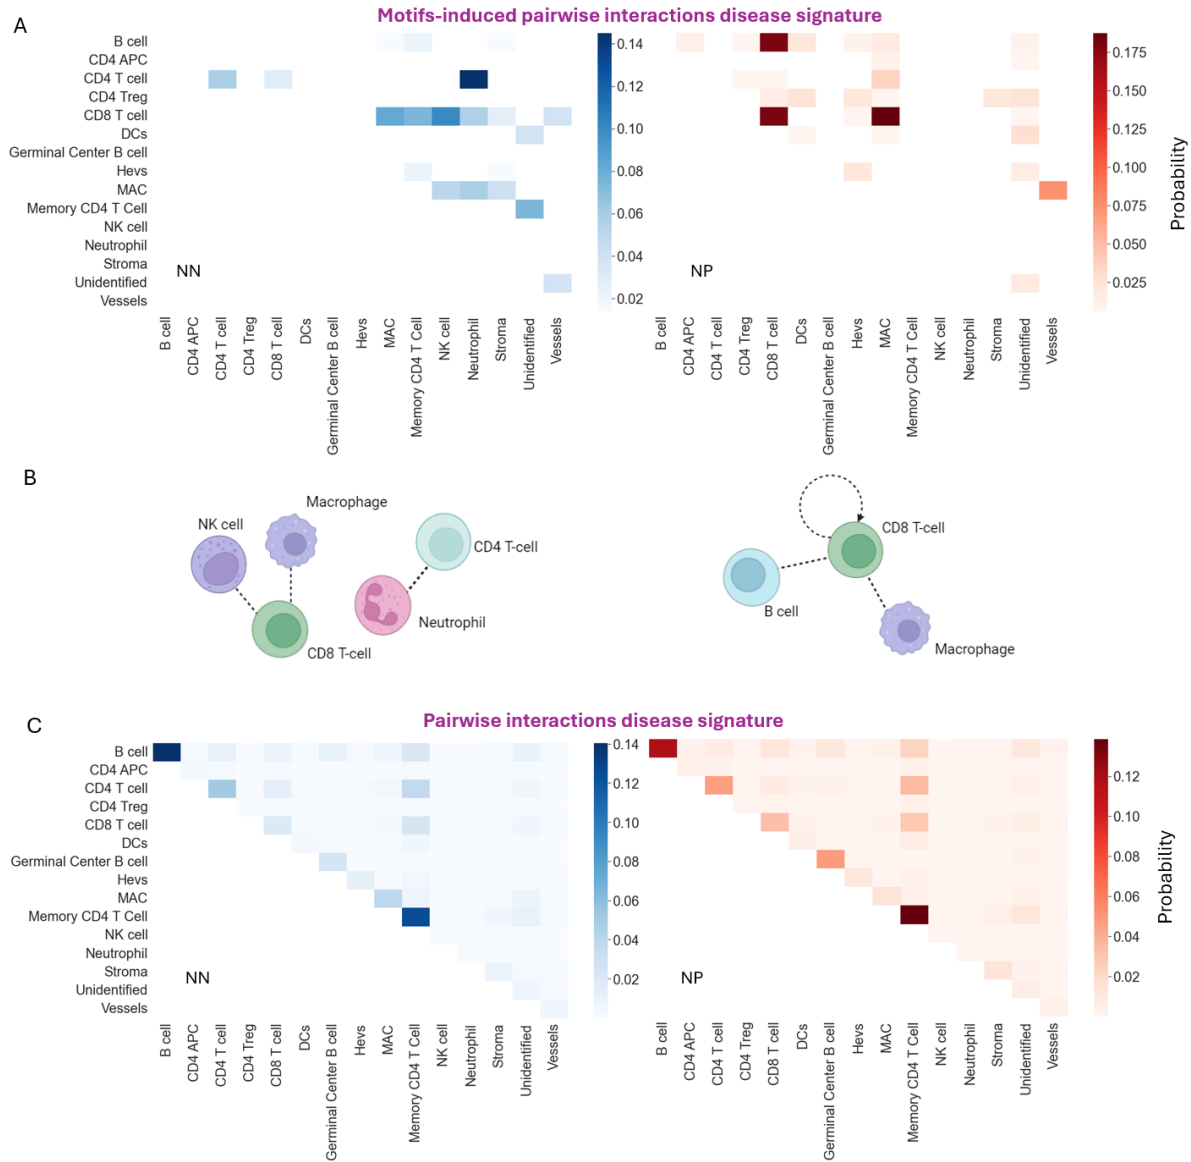 Motifs-induced pairwise interactions disease signature
A
B cell
CD4 APC
CD4 T cell
CD4 Treg
CD8 T cell
DCs
Germinal Center B cell
Hevs
MAC
Memory CD4 T Cell
NK cell
Neutrophil
Stroma
Unidentified
Vessels
NN
0.14
0.12
0.10
0.08
0.06
0.04
0.02
NP
0.175
0.150
0.125
0.100
0.075
0.050
0.025
Probability
B cell
CD4 APC
CD4 T cell
CD4 Treg
CD8 T cell
DCs
Germinal Center B cell
Hevs
MAC
Memory CD4 T Cell
NK cell
Neutrophil
Stroma
Unidentified
Vessels
B cell
CD4 APC
CD4 T cell
CD4 Treg
CD8 T cell
DCs
Germinal Center B cell
Hevs
MAC
Memory CD4 T Cell
NK cell
Neutrophil
Stroma
Unidentified
Vessels
B
Macrophage
NK cell
CD4 T-cell
Neutrophil
CD8 T-cell
CD8 T-cell
B cell
Macrophage
C
Pairwise interactions disease signature
B cell
CD4 APC
CD4 T cell
CD4 Treg
CD8 T cell
DCs
Germinal Center B cell
Hevs
MAC
Memory CD4 T Cell
NK cell
Neutrophil
Stroma
Unidentified
Vessels
NN
0.14
0.12
0.10
0.08
0.06
0.04
0.02
NP
0.12
0.10
0.08
0.06
0.04
0.02
Probability
B cell
CD4 APC
CD4 T cell
CD4 Treg
CD8 T cell
DCs
Germinal Center B cell
Hevs
MAC
Memory CD4 T Cell
NK cell
Neutrophil
Stroma
Unidentified
Vessels
B cell
CD4 APC
CD4 T cell
CD4 Treg
CD8 T cell
DCs
Germinal Center B cell
Hevs
MAC
Memory CD4 T Cell
NK cell
Neutrophil
Stroma
Unidentified
Vessels